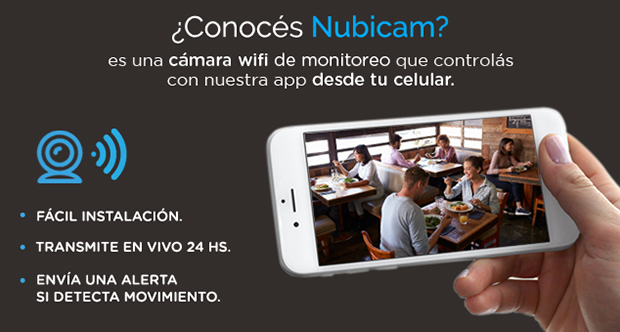 ¿Conocés Nubicam?
es una cámara wifi de monitoreo que controlás
con nuestra app desde tu celular.
FÁCIL INSTALACIÓN.
TRANSMITE EN VIVO 24 HS.
ENVÍA UNA ALERTA
SI DETECTA MOVIMIENTO.